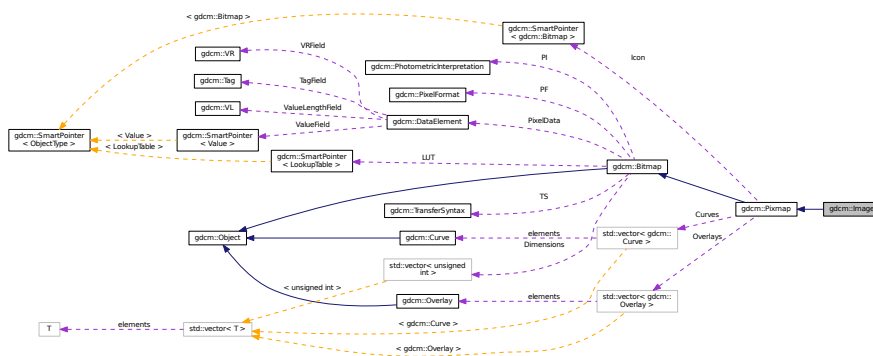 < gdcm::Bitmap >
gdcm::SmartPointer
< gdcm::Bitmap >
gdcm::VR
VRField
PI
Icon
gdcm::PhotometricInterpretation
gdcm::Tag
TagField
PF
gdcm::PixelFormat
gdcm::VL
ValueLengthField
PixelData
gdcm::DataElement
ValueField
gdcm::SmartPointer
< ObjectType >
< Value >
gdcm::SmartPointer
< Value >
< LookupTable >
gdcm::SmartPointer
< LookupTable >
LUT
gdcm::Bitmap
TS
gdcm::TransferSyntax
gdcm::Pixmap
gdcm::Image
Curves
gdcm::Object
gdcm::Curve
elements
Dimensions
std::vector< gdcm::
Curve >
Overlays
std::vector< unsigned
int >
< unsigned int >
gdcm::Overlay
elements
std::vector< gdcm::
Overlay >
T
elements
std::vector< T >
< gdcm::Curve >
< gdcm::Overlay >